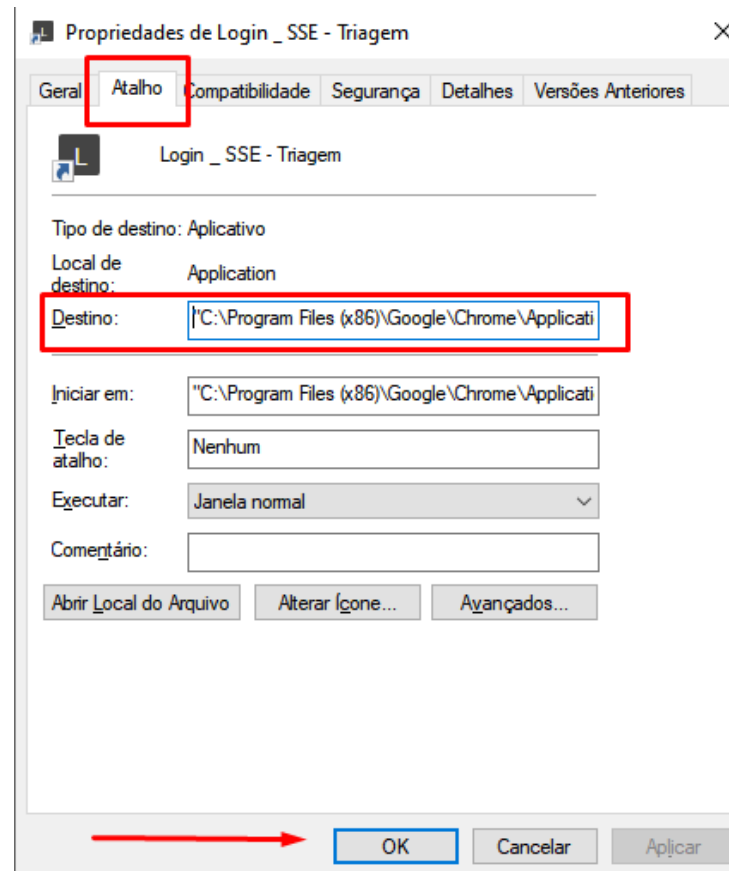 Propriedades de Login _ SSE - Triagem
Geral Atalho Compatibilidade Segurança Detalhes Versões Anteriores
L Login _ SSE - Triagem
Tipo de destino: Aplicativo
Local de destino: Application
Destino: "C:\Program Files (x86)\Google\Chrome\Applicati
Iniciar em: "C:\Program Files (x86)\Google\Chrome\Applicati
Tecla de atalho: Nenhum
Executar: Janela normal
Comentário:
Abrir Local do Arquivo Alterar Ícone... Avançados...
OK Cancelar Aplicar